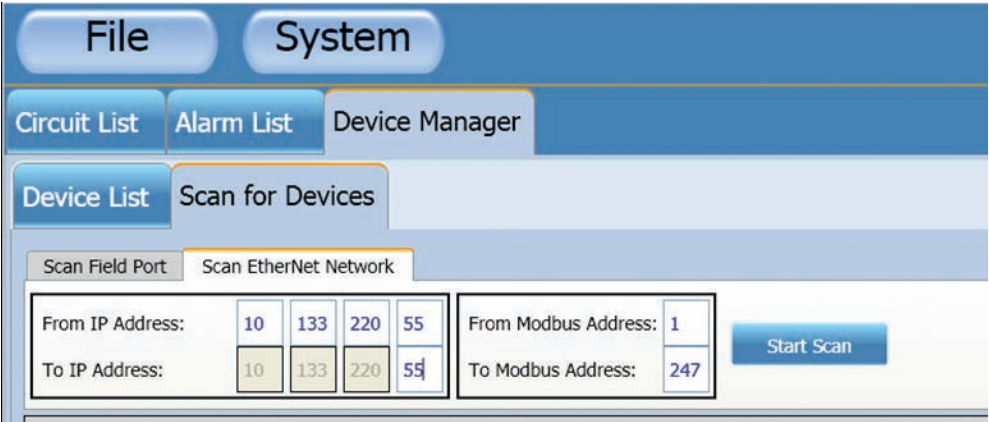 File System
Circuit List Alarm List Device Manager
Device List Scan for Devices
Scan Field Port Scan EtherNet Network
From IP Address: 10 133 220 55 From Modbus Address: 1
Start Scan
To IP Address: 10 133 220 55 To Modbus Address: 247